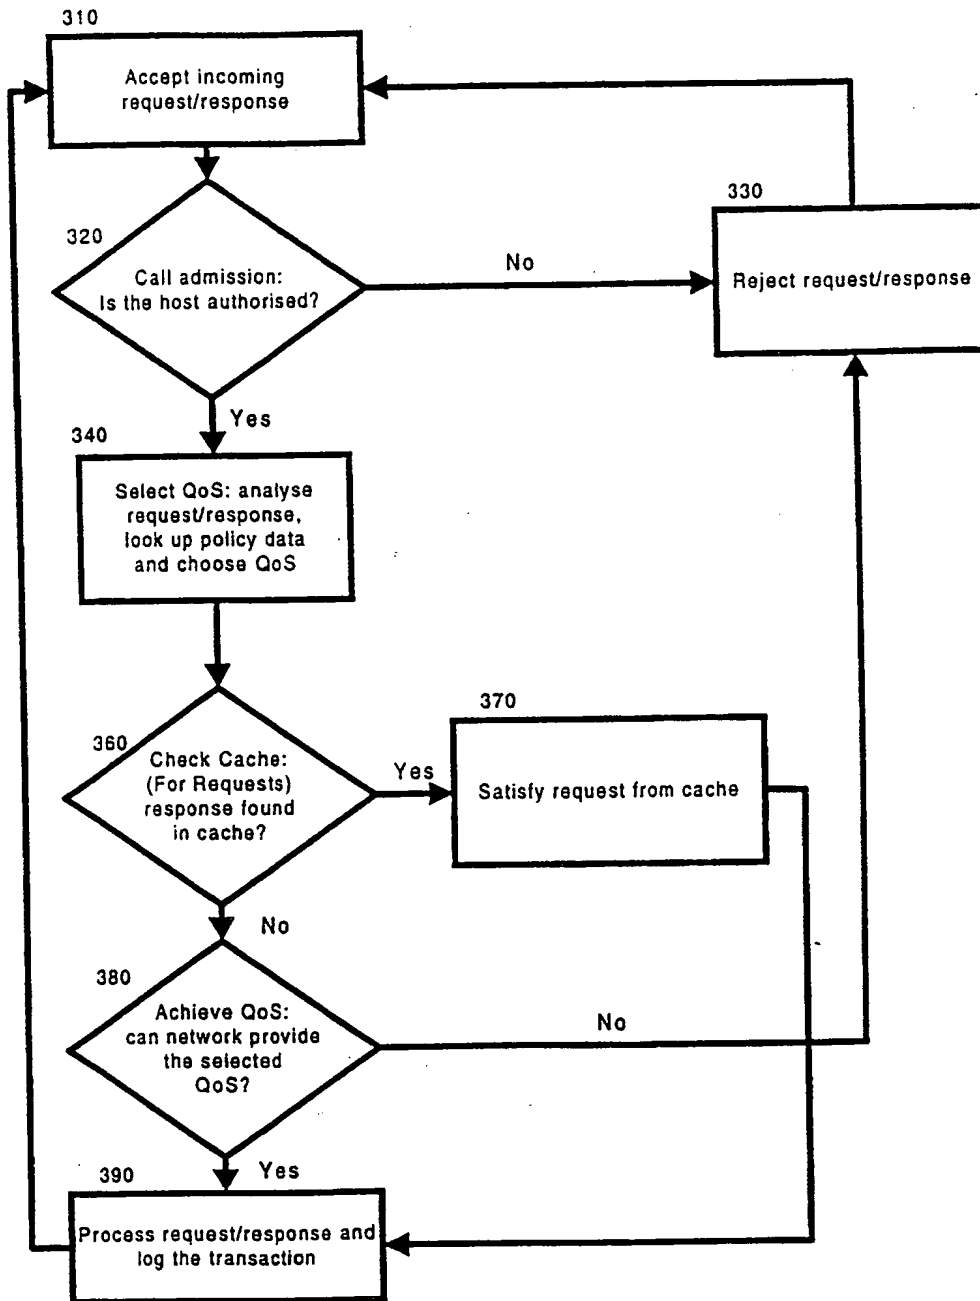 310
Accept incoming
request/response
320
Call admission:
Is the host authorised?
No
330
Reject request/response
Yes
340
Select QoS: analyse
request/response,
look up policy data
and choose QoS
360
Check Cache:
(For Requests)
response found
in cache?
Yes
370
Satisfy request from cache
No
380
Achieve QoS:
can network provide
the selected
QoS?
No
Yes
390
Process request/response and
log the transaction